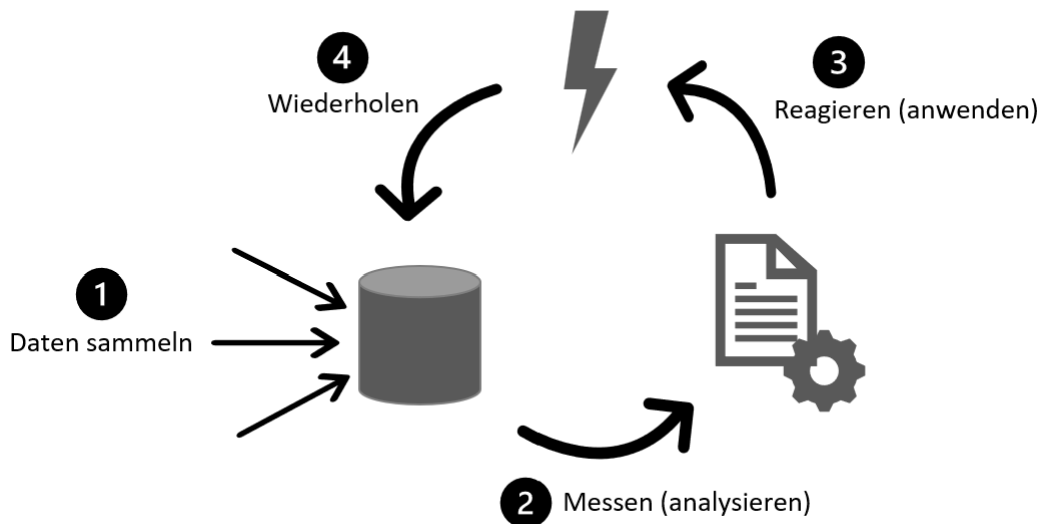 1
Daten sammeln
2
Messen (analysieren)
3
Reagieren (anwenden)
4
Wiederholen